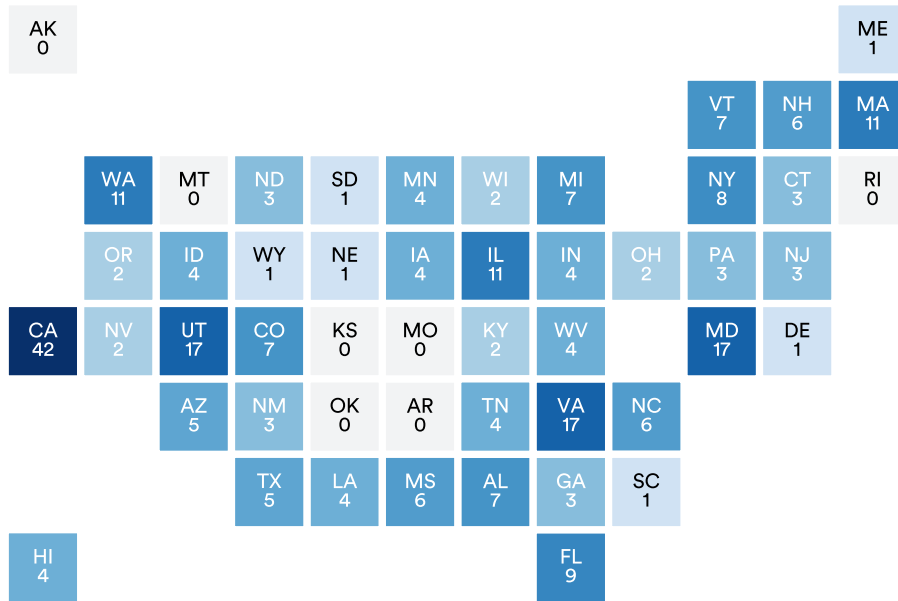 AK
0
ME
1
VT
7
NH
6
MA
11
WA
11
MT
0
ND
3
SD
1
MN
4
WI
2
MI
7
NY
8
CT
3
RI
0
OR
2
ID
4
WY
1
NE
1
IA
4
IL
11
IN
4
OH
2
PA
3
NJ
3
CA
42
NV
2
UT
17
CO
7
KS
0
MO
0
KY
2
WV
4
MD
17
DE
1
AZ
5
NM
3
OK
0
AR
0
TN
4
VA
17
NC
6
TX
5
LA
4
MS
6
AL
7
GA
3
SC
1
HI
4
FL
9